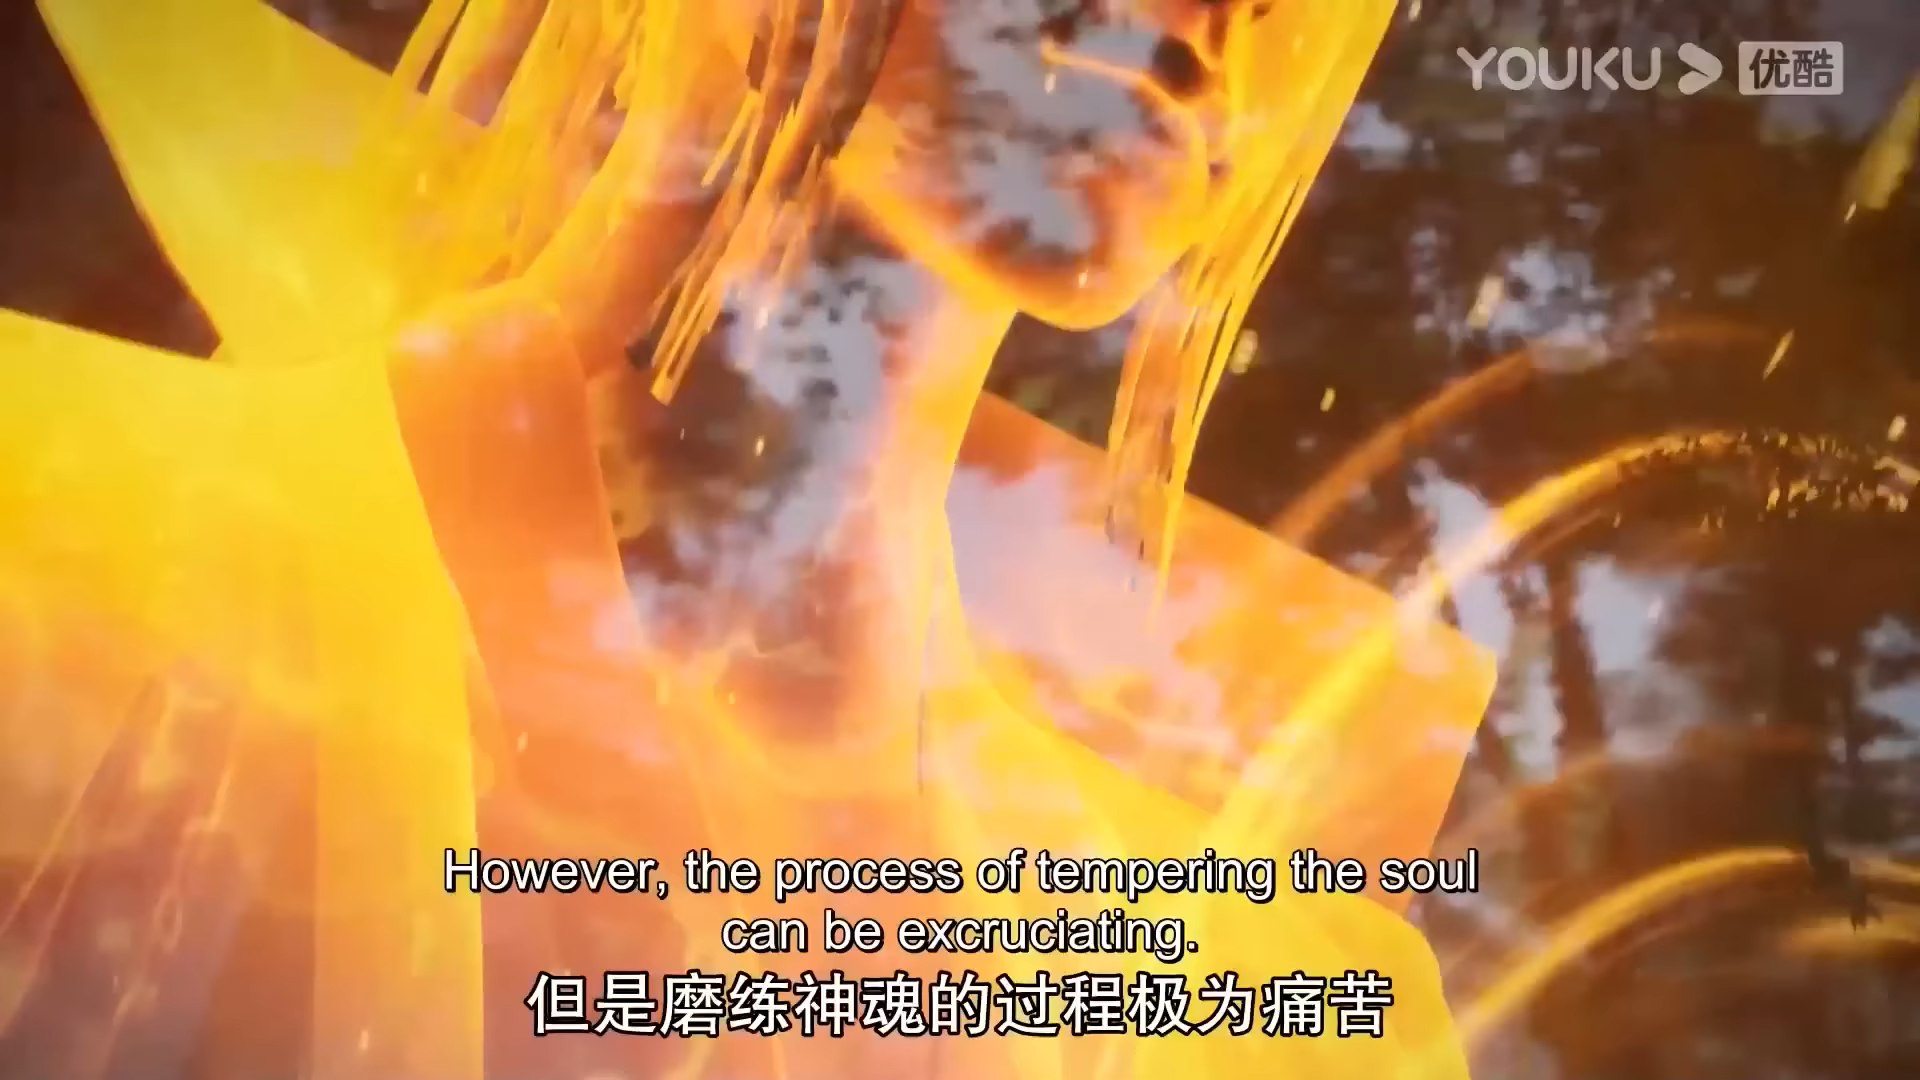 YOUKU 优酷
However, the process of tempering the soul
can be excruciating.
但是磨练神魂的过程极为痛苦